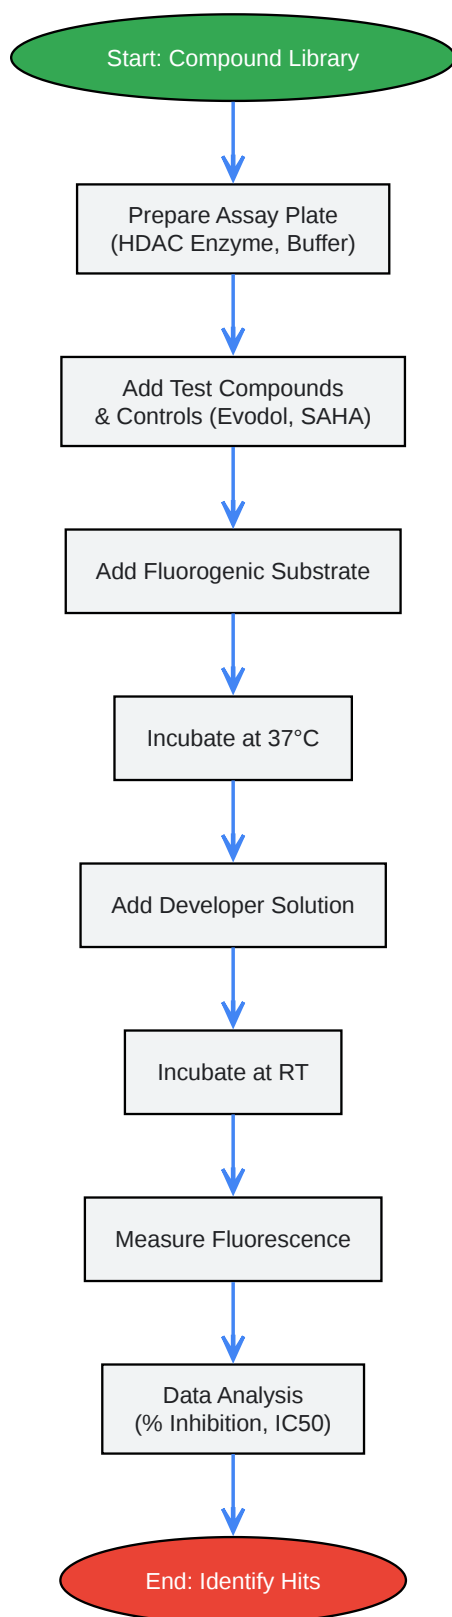 Start: Compound Library
Prepare Assay Plate
(HDAC Enzyme, Buffer)
Add Test Compounds
& Controls (Evodol, SAHA)
Add Fluorogenic Substrate
Incubate at 37°C
Add Developer Solution
Incubate at RT
Measure Fluorescence
Data Analysis
(% Inhibition, IC50)
End: Identify Hits